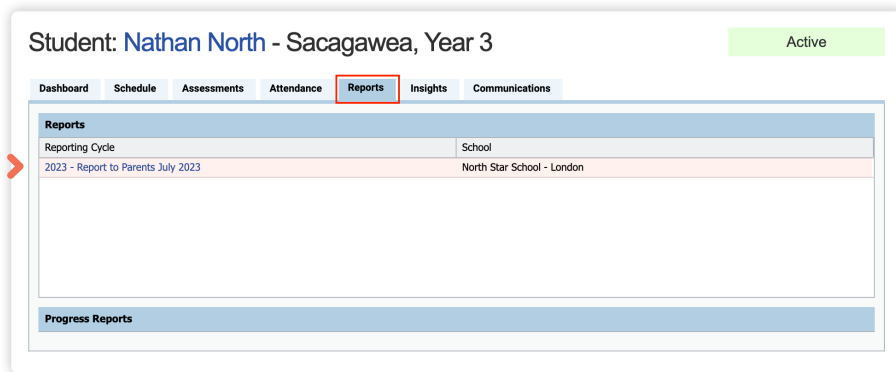 Student: Nathan North - Sacagawea, Year 3
Active
Dashboard Schedule Assessments Attendance Reports Insights Communications
Reports
Reporting Cycle School
2023 - Report to Parents July 2023 North Star School - London
Progress Reports